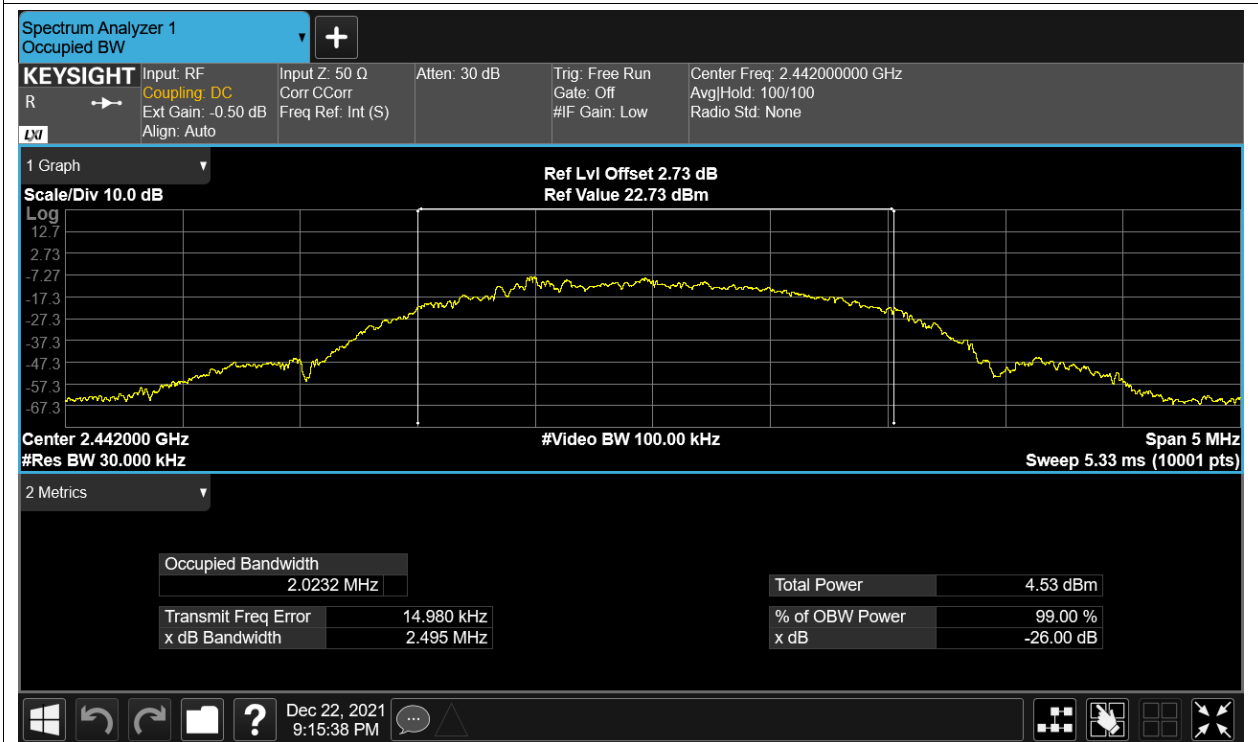 Spectrum Analyzer 1
Occupied BW
KEYSIGHT
R
LXI
Input: RF
Coupling: DC
Ext Gain: -0.50 dB
Align: Auto
Input Z: 50 Ω
Corr CCorr
Freq Ref: Int (S)
Atten: 30 dB
Trig: Free Run
Gate: Off
#IF Gain: Low
Center Freq: 2.442000000 GHz
Avg|Hold: 100/100
Radio Std: None
1 Graph
Scale/Div 10.0 dB
Ref Lvl Offset 2.73 dB
Ref Value 22.73 dBm
Log
12.7
2.73
-7.27
-17.3
-27.3
-37.3
-47.3
-57.3
-67.3
Center 2.442000 GHz
#Res BW 30.000 kHz
#Video BW 100.00 kHz
Span 5 MHz
Sweep 5.33 ms (10001 pts)
2 Metrics
Occupied Bandwidth
2.0232 MHz
Transmit Freq Error 14.980 kHz
x dB Bandwidth 2.495 MHz
Total Power 4.53 dBm
% of OBW Power 99.00 %
x dB -26.00 dB
?
Dec 22, 2021
9:15:38 PM